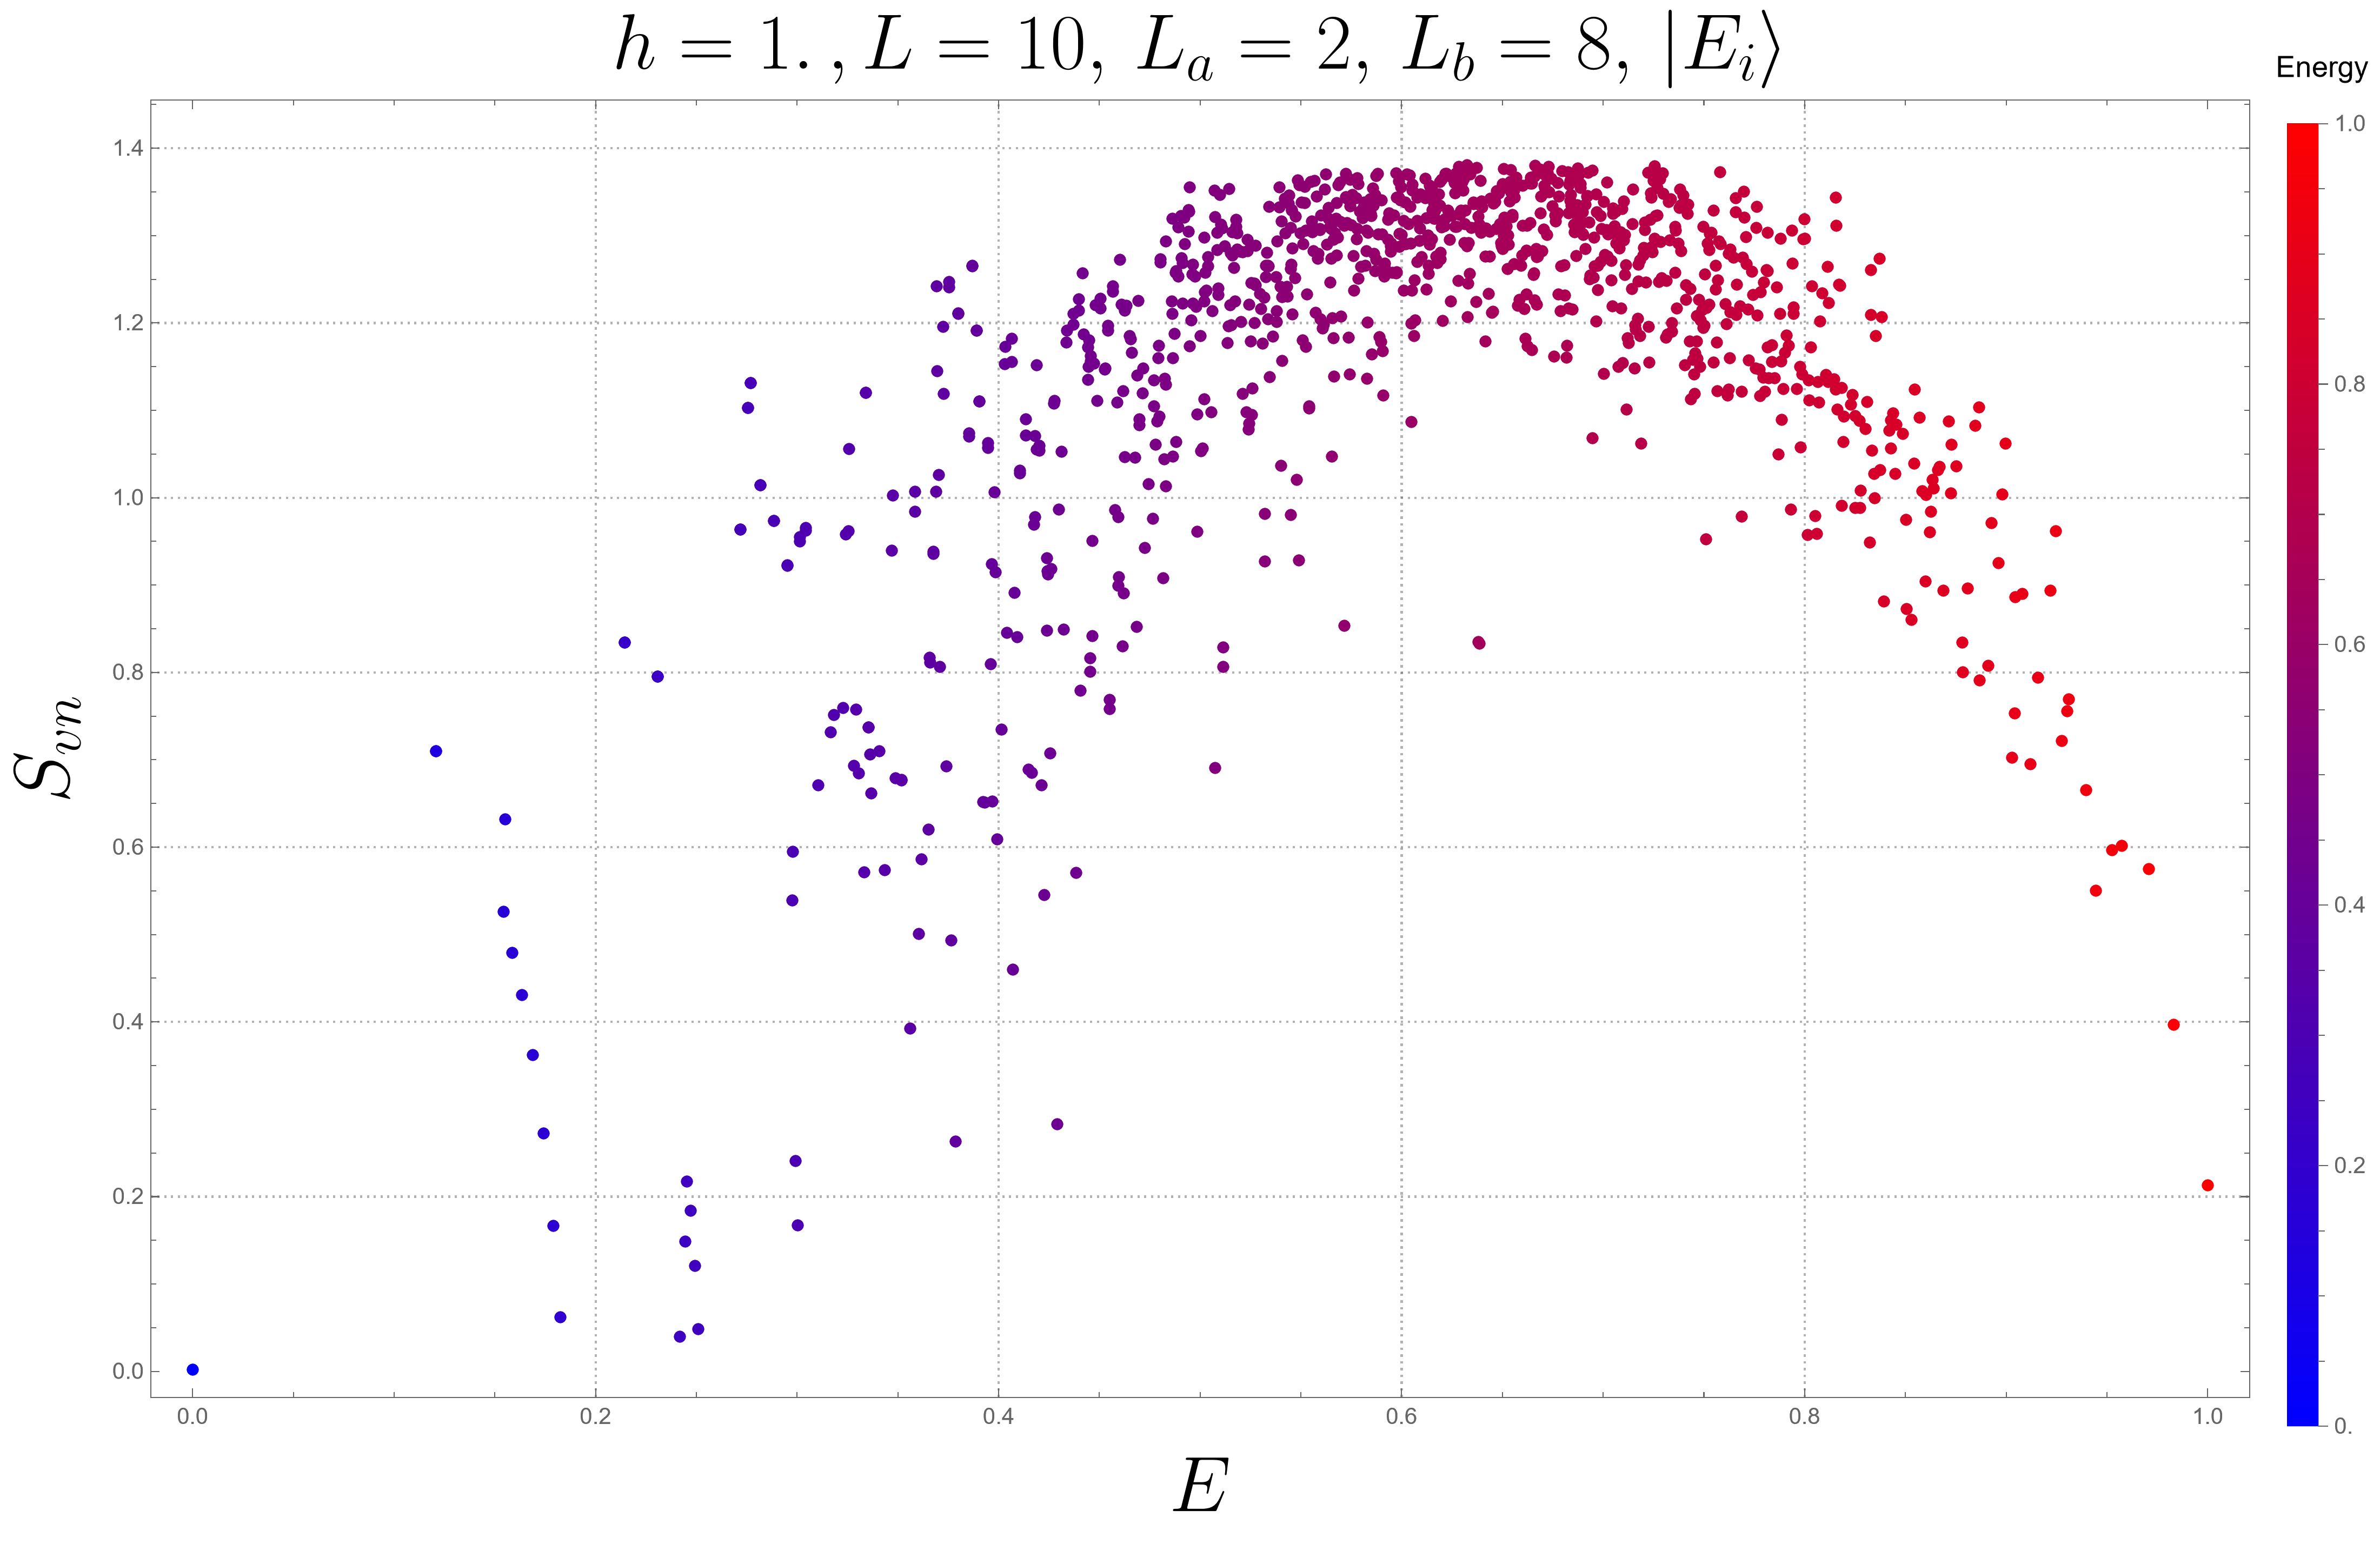 h = 1. , L = 10, L_a = 2, L_b = 8, |E_i⟩
Energy
S_vn
1.4
1.2
1.0
0.8
0.6
0.4
0.2
0.0
0.0 0.2 0.4 0.6 0.8 1.0
E
1.0
0.8
0.6
0.4
0.2
0.